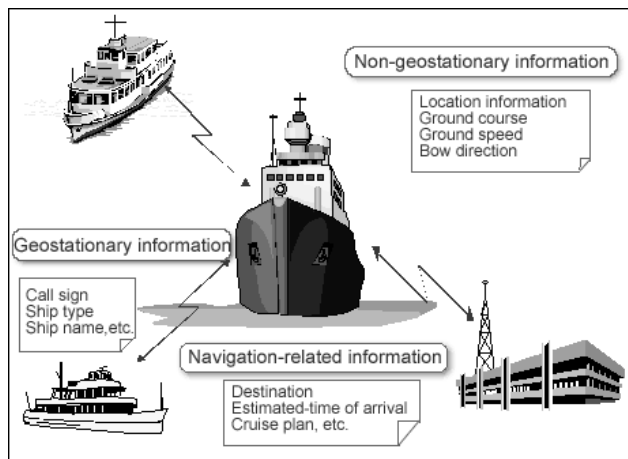 Non-geostationary information
Location information
Ground course
Ground speed
Bow direction
Geostationary information
Call sign
Ship type
Ship name,etc.
Navigation-related information
Destination
Estimated-time of arrival
Cruise plan, etc.